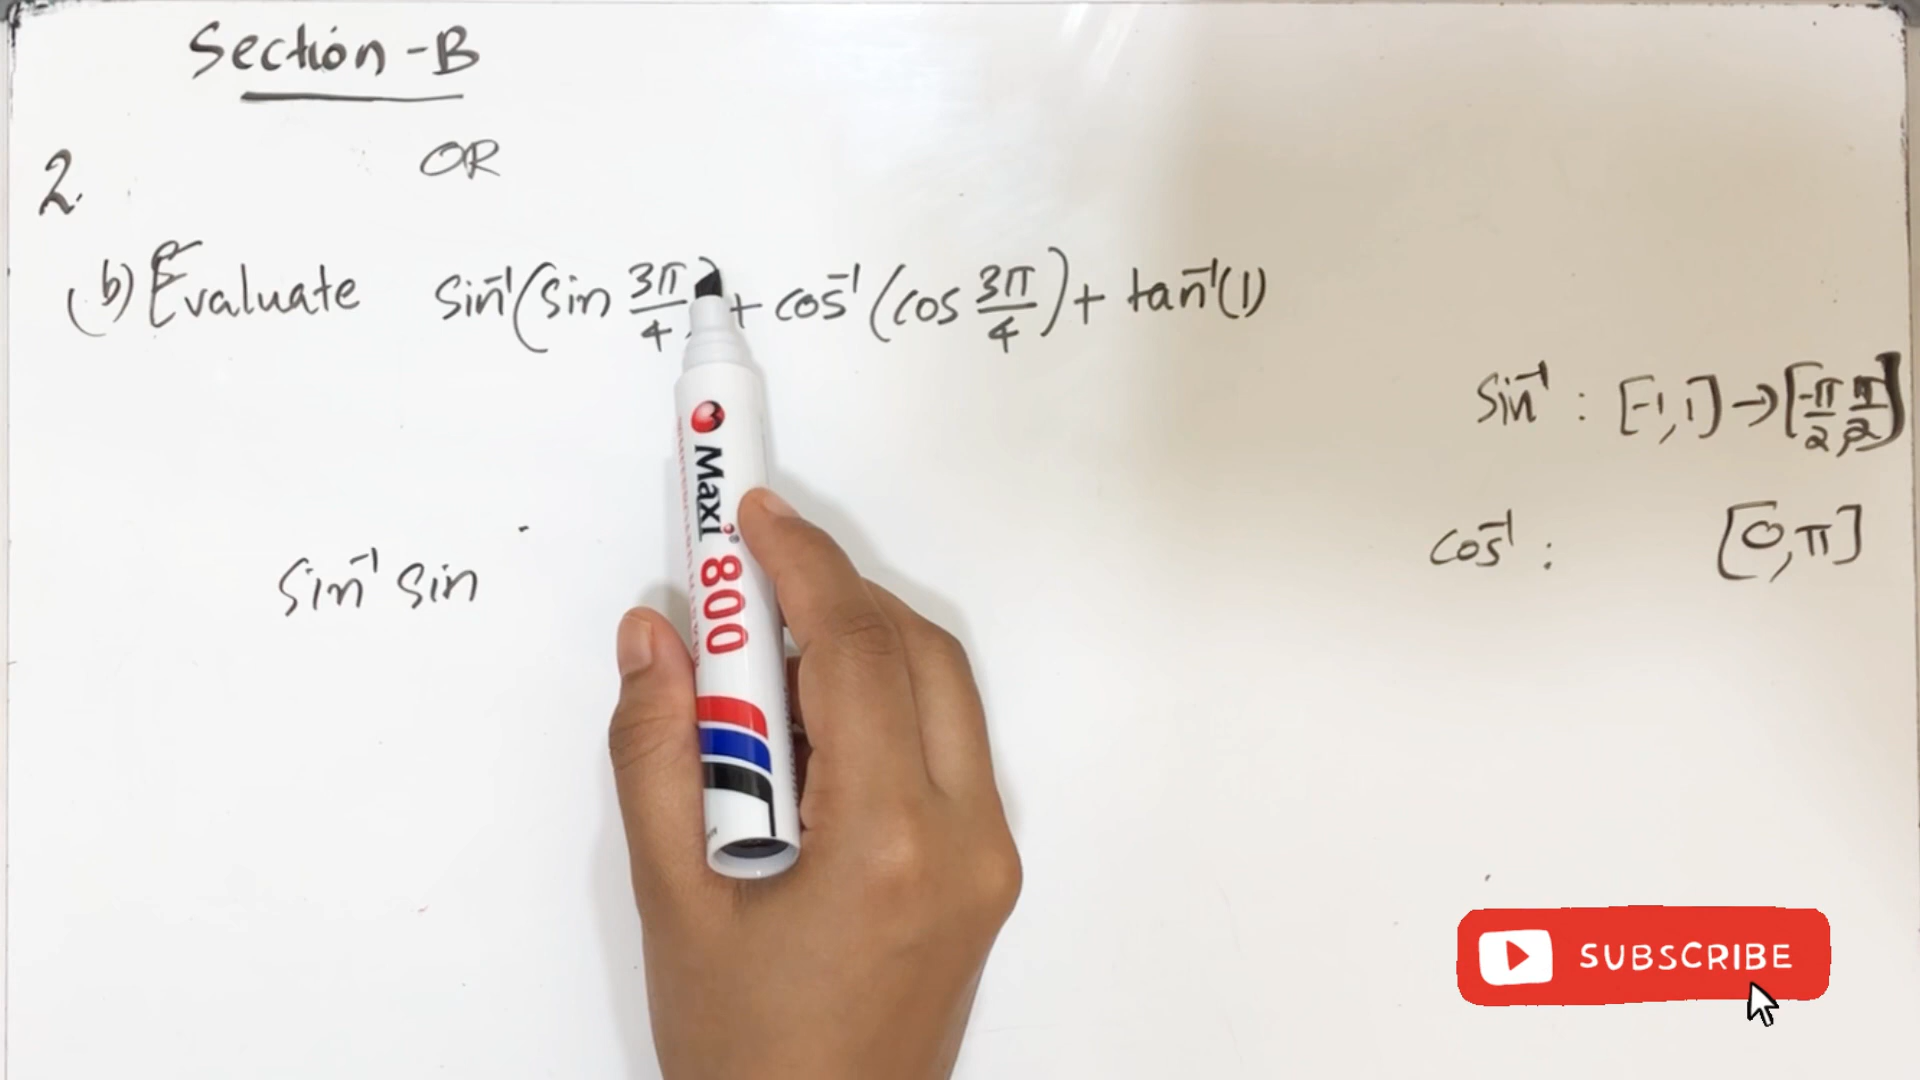 Section - B
OR
2.
(b) Evaluate sin⁻¹(sin 3π/4) + cos⁻¹(cos 3π/4) + tan⁻¹(1)
sin⁻¹ : [-1,1] → [-π/2, π/2]
cos⁻¹ : [0,π]
sin⁻¹ sin
Maxi 800
SUBSCRIBE